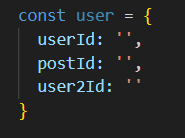 const user = {
  userId: '',
  postId: '',
  user2Id: ''
}